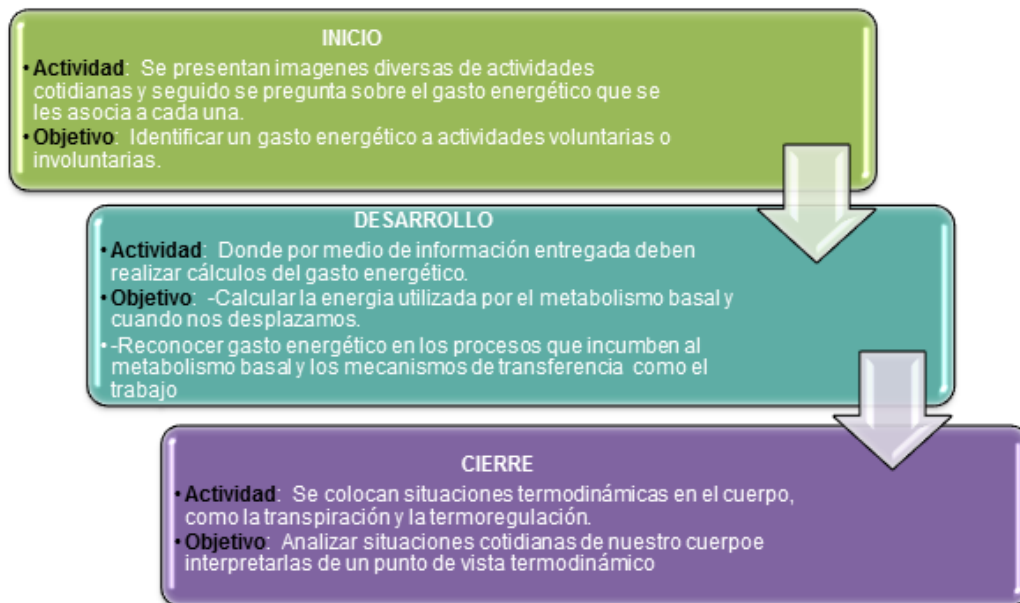 INICIO
• Actividad: Se presentan imagenes diversas de actividades
cotidianas y seguido se pregunta sobre el gasto energético que se
les asocia a cada una.
• Objetivo: Identificar un gasto energético a actividades voluntarias o
involuntarias.
DESARROLLO
• Actividad: Donde por medio de información entregada deben
realizar cálculos del gasto energético.
• Objetivo: -Calcular la energia utilizada por el metabolismo basal y
cuando nos desplazamos.
• -Reconocer gasto energético en los procesos que incumben al
metabolismo basal y los mecanismos de transferencia como el
trabajo
CIERRE
• Actividad: Se colocan situaciones termodinámicas en el cuerpo,
como la transpiración y la termoregulación.
• Objetivo: Analizar situaciones cotidianas de nuestro cuerpoe
interpretarlas de un punto de vista termodinámico